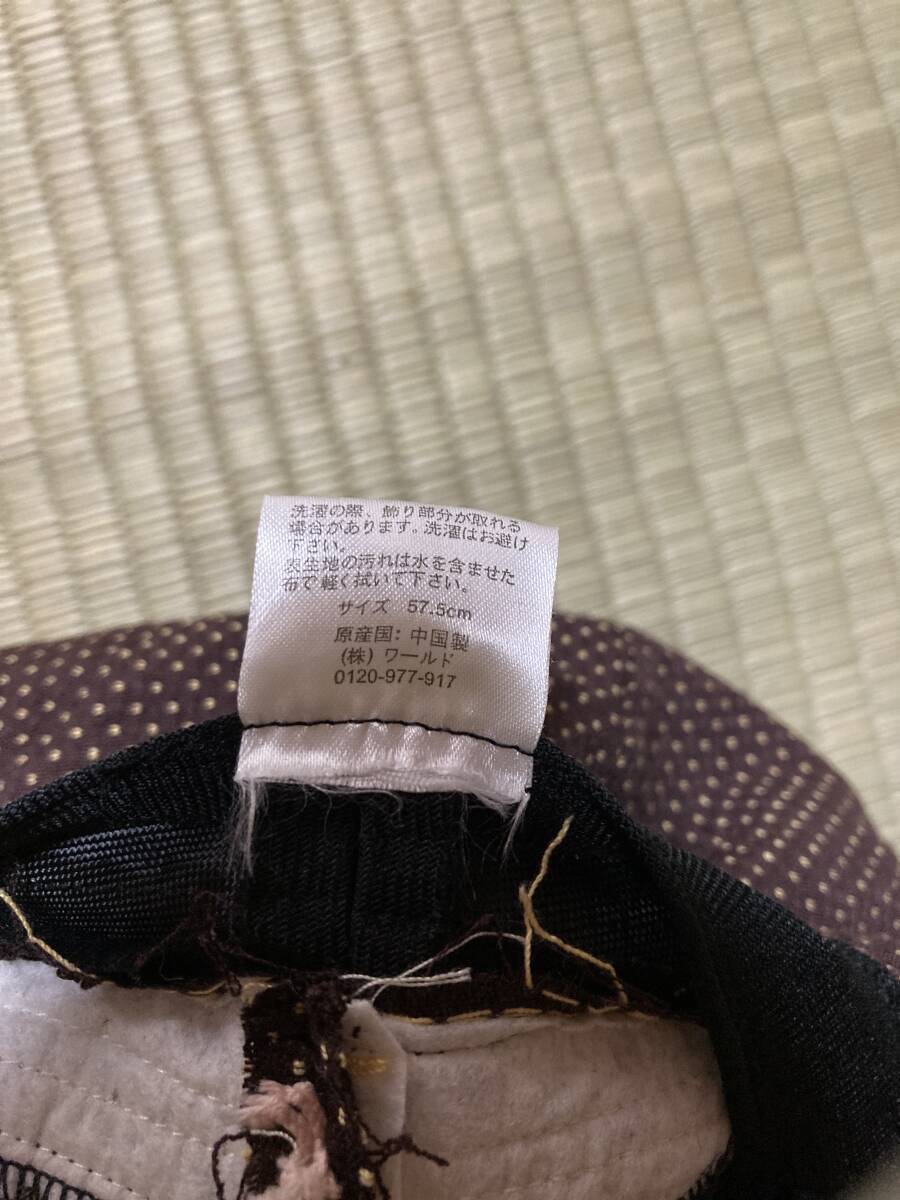 洗濯の際、飾り部分が取れる
場合があります。洗濯はお避け
下さい。
表生地の汚れは水を含ませた
布で軽く拭いて下さい。
サイズ 57.5cm
原産国: 中国製
(株) ワールド
0120-977-917